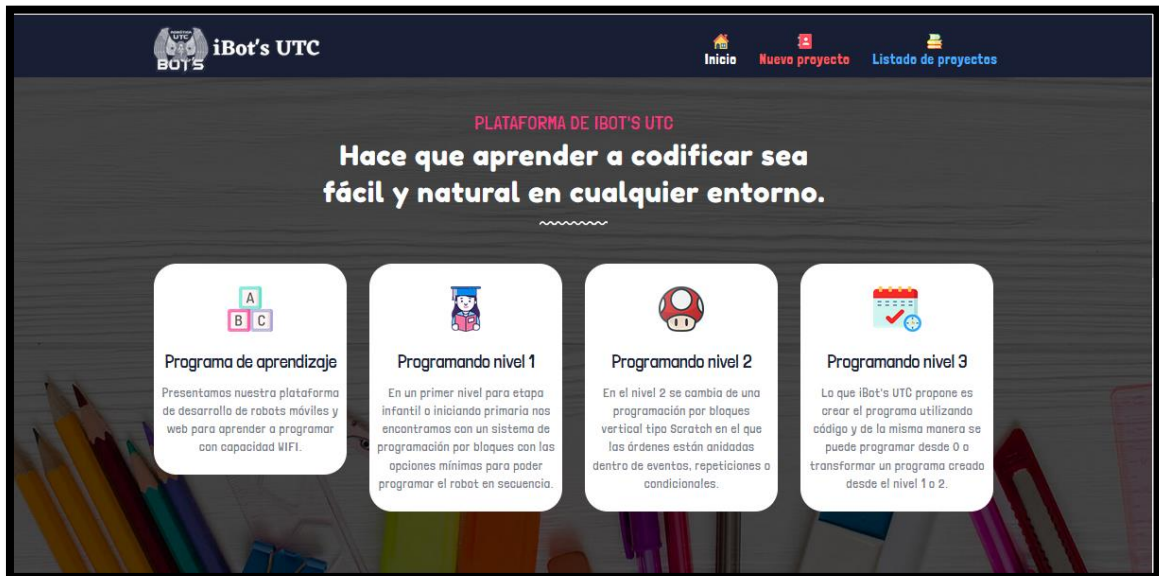 ROBÓTICA
UTC
BOTS
iBot's UTC
Inicio
Nuevo proyecto
Listado de proyectos
PLATAFORMA DE IBOT'S UTC
Hace que aprender a codificar sea
fácil y natural en cualquier entorno.
A
B C
Programa de aprendizaje
Presentamos nuestra plataforma
de desarrollo de robots móviles y
web para aprender a programar
con capacidad WIFI.
Programando nivel 1
En un primer nivel para etapa
infantil o iniciando primaria nos
encontramos con un sistema de
programación por bloques con las
opciones mínimas para poder
programar el robot en secuencia.
Programando nivel 2
En el nivel 2 se cambia de una
programación por bloques
vertical tipo Scratch en el que
las órdenes están anidadas
dentro de eventos, repeticiones o
condicionales.
Programando nivel 3
Lo que iBot's UTC propone es
crear el programa utilizando
código y de la misma manera se
puede programar desde 0 o
transformar un programa creado
desde el nivel 1 o 2.